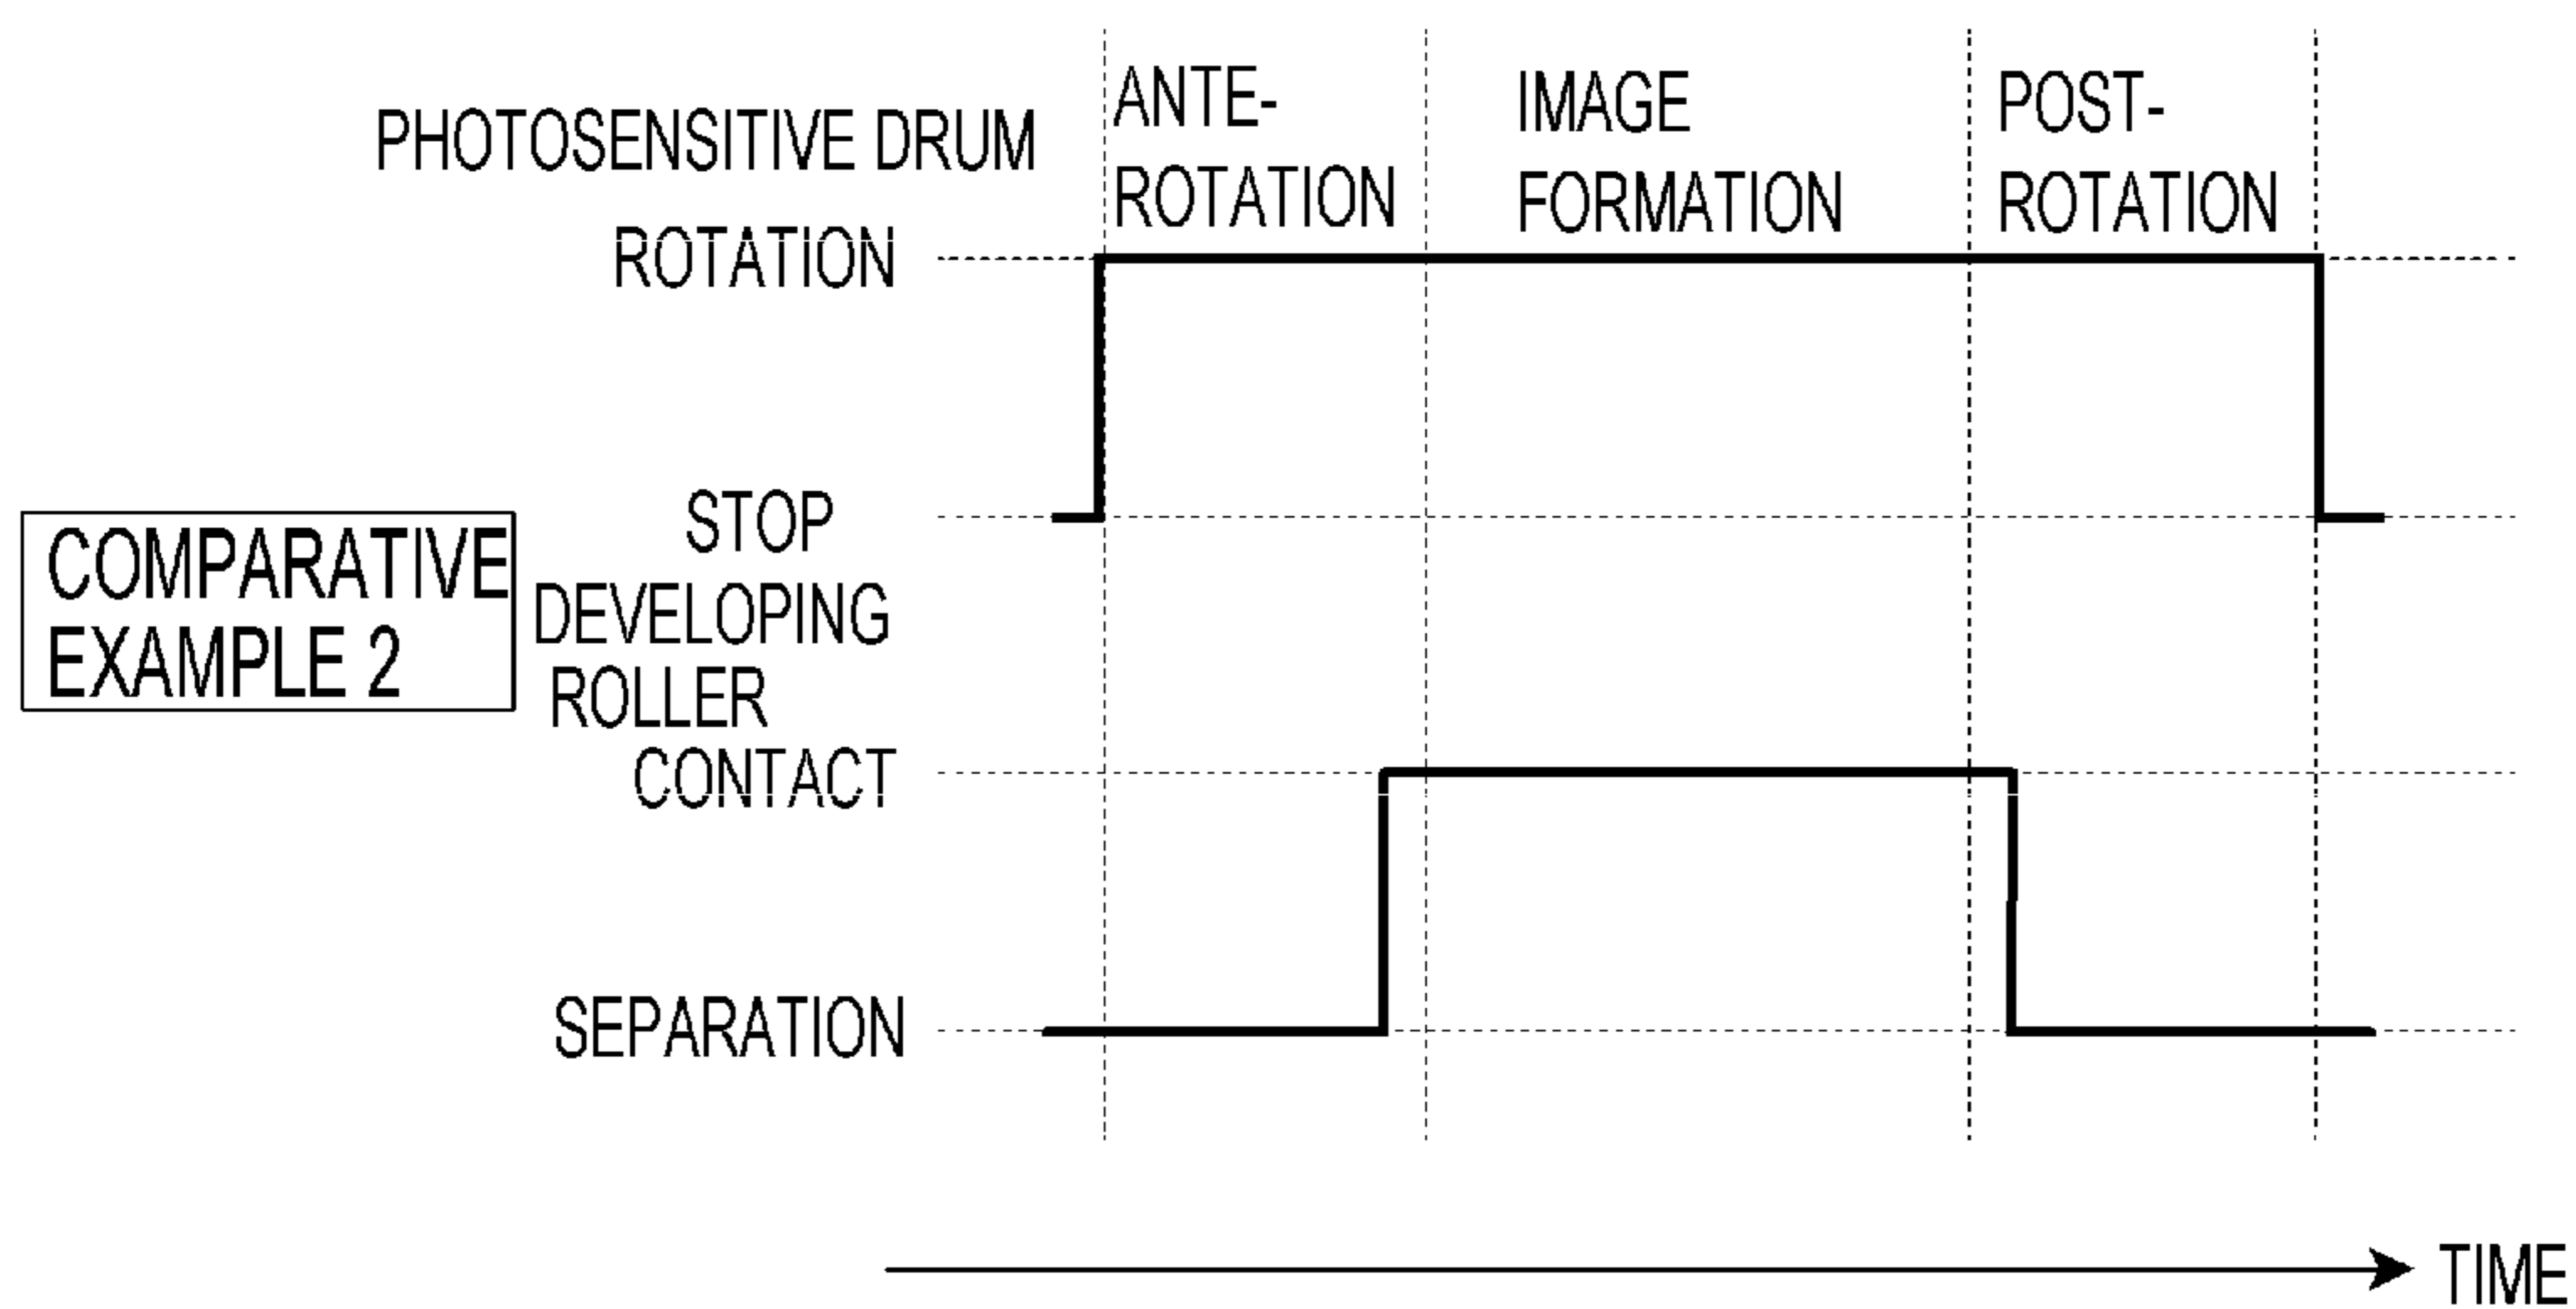 PHOTOSENSITIVE DRUM
ANTE-
ROTATION
IMAGE
FORMATION
POST-
ROTATION
ROTATION
STOP
COMPARATIVE
EXAMPLE 2
DEVELOPING
ROLLER
CONTACT
SEPARATION
TIME